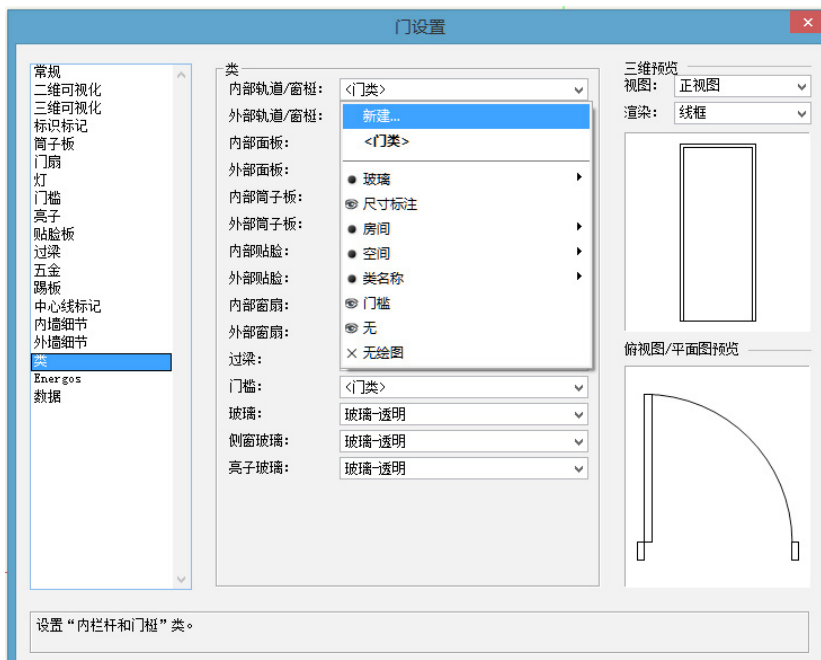 门设置
常规
二维可视化
三维可视化
标识标记
筒子板
门扇
灯
门槛
亮子
贴脸板
过梁
五金
踢板
中心线标记
内墙细节
外墙细节
类
Energos
数据
类
内部轨道/窗梃： <门类>
外部轨道/窗梃：
内部面板：
外部面板：
内部筒子板：
外部筒子板：
内部贴脸：
外部贴脸：
内部窗扇：
外部窗扇：
过梁：
门槛： <门类>
玻璃： 玻璃-透明
侧窗玻璃： 玻璃-透明
亮子玻璃： 玻璃-透明
新建...
<门类>
玻璃
尺寸标注
房间
空间
类名称
门槛
无
无绘图
三维预览
视图： 正视图
渲染： 线框
俯视图/平面图预览
设置“内栏杆和门梃”类。